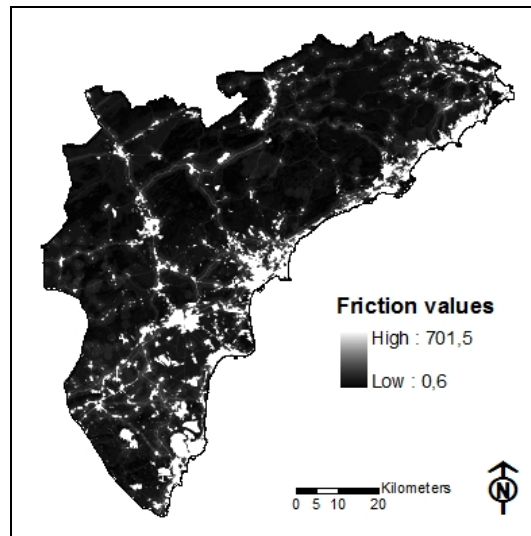 Friction values
High : 701,5
Low : 0,6
Kilometers
0 5 10 20
N